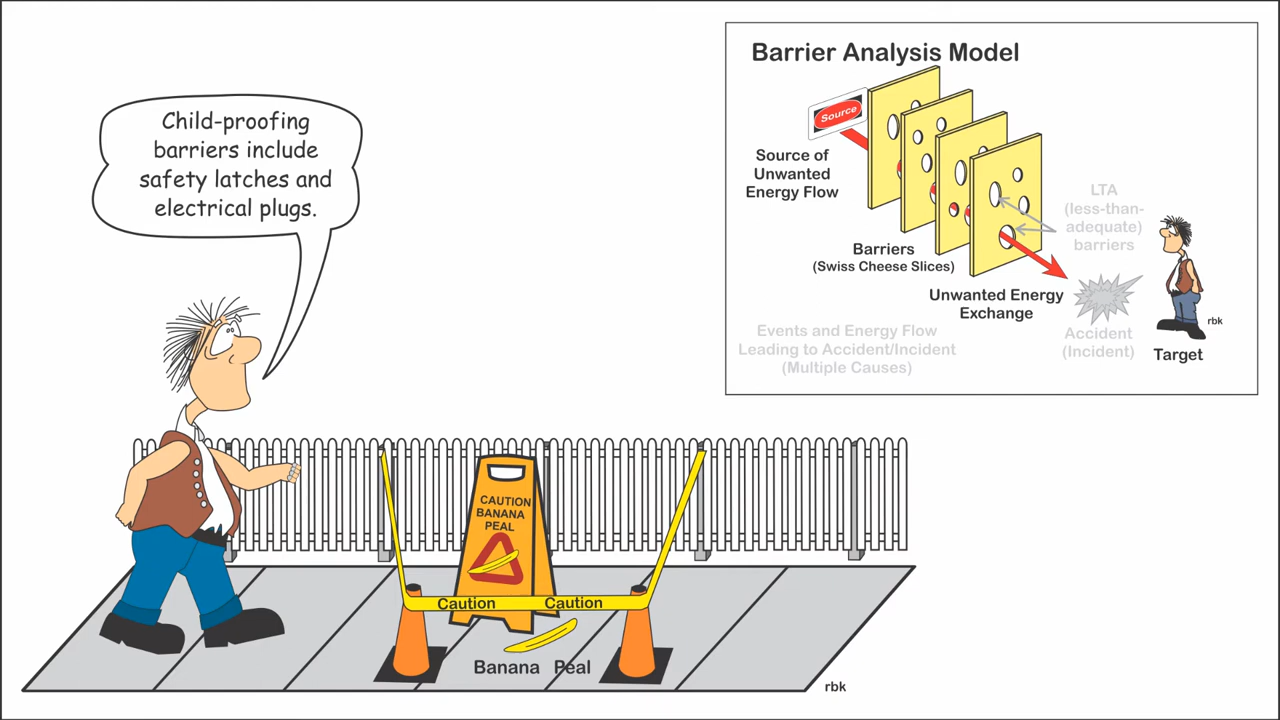 Child-proofing
barriers include
safety latches and
electrical plugs.
Barrier Analysis Model
Source
Source of
Unwanted
Energy Flow
LTA
(less-than-
adequate)
barriers
Barriers
(Swiss Cheese Slices)
Unwanted Energy
Exchange
rbk
Events and Energy Flow
Leading to Accident/Incident
(Multiple Causes)
Accident
(Incident)
Target
CAUTION
BANANA
PEAL
Caution Caution
Banana Peal
rbk